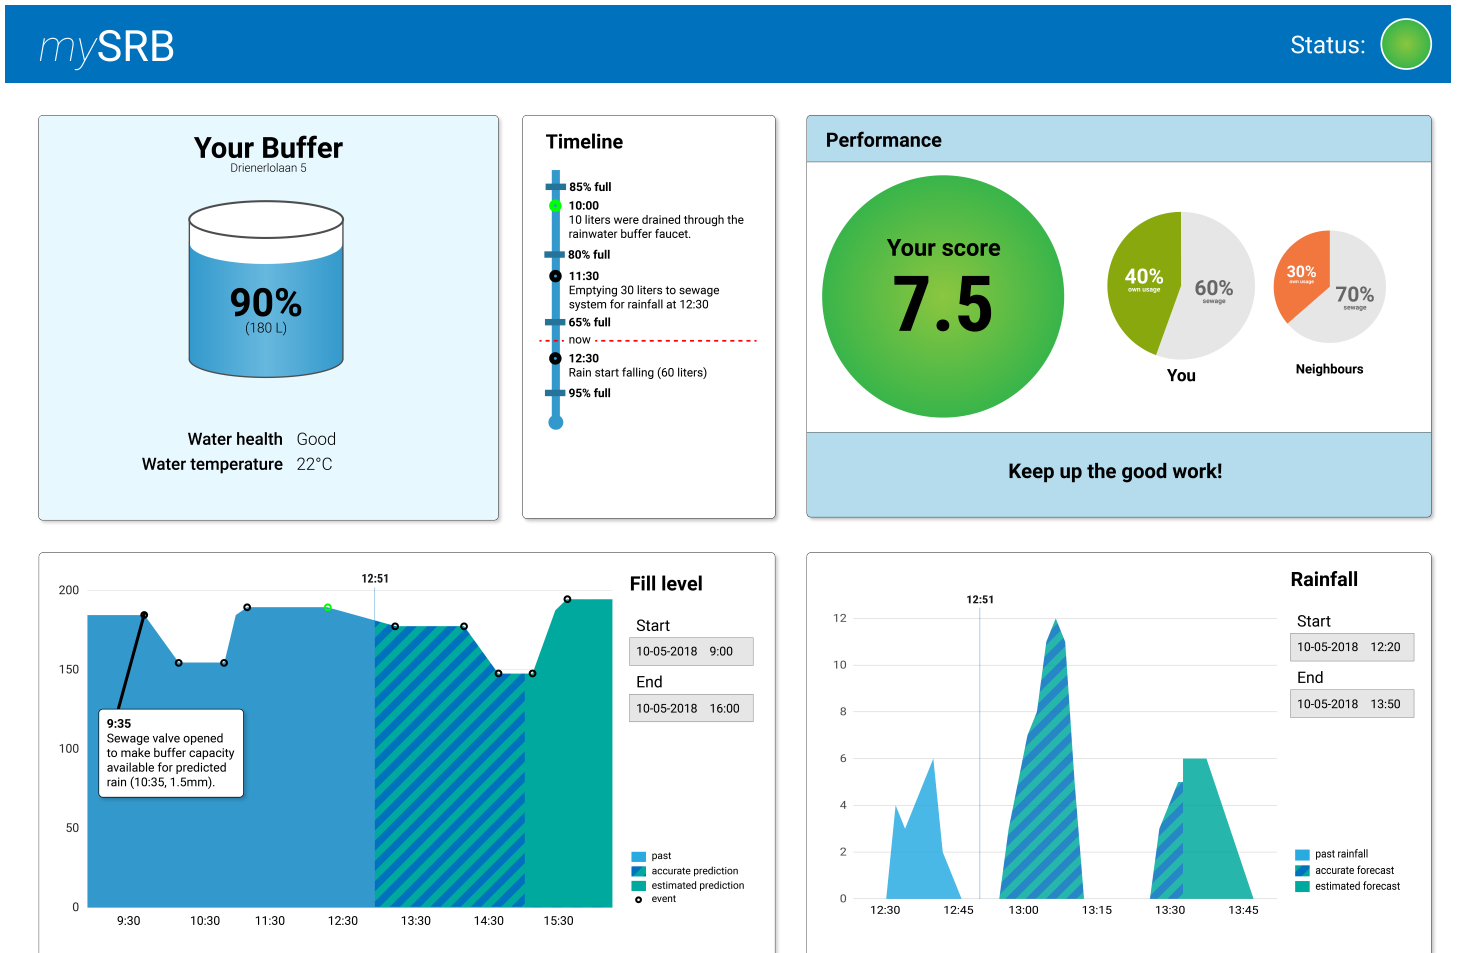 mySRB
Status:
Your Buffer
Drienerlolaan 5
90%
(180 L)
Water health Good
Water temperature 22°C
Timeline
85% full
10:00
10 liters were drained through the
rainwater buffer faucet.
80% full
11:30
Emptying 30 liters to sewage
system for rainfall at 12:30
65% full
now
12:30
Rain start falling (60 liters)
95% full
Performance
Your score
7.5
40%
own usage
60%
sewage
You
30%
own usage
70%
sewage
Neighbours
Keep up the good work!
12:51
200
150
100
50
0
9:35
Sewage valve opened
to make buffer capacity
available for predicted
rain (10:35, 1.5mm).
9:30 10:30 11:30 12:30 13:30 14:30 15:30
Fill level
Start
10-05-2018 9:00
End
10-05-2018 16:00
past
accurate prediction
estimated prediction
event
12:51
12
10
8
6
4
2
0
12:30 12:45 13:00 13:15 13:30 13:45
Rainfall
Start
10-05-2018 12:20
End
10-05-2018 13:50
past rainfall
accurate forecast
estimated forecast